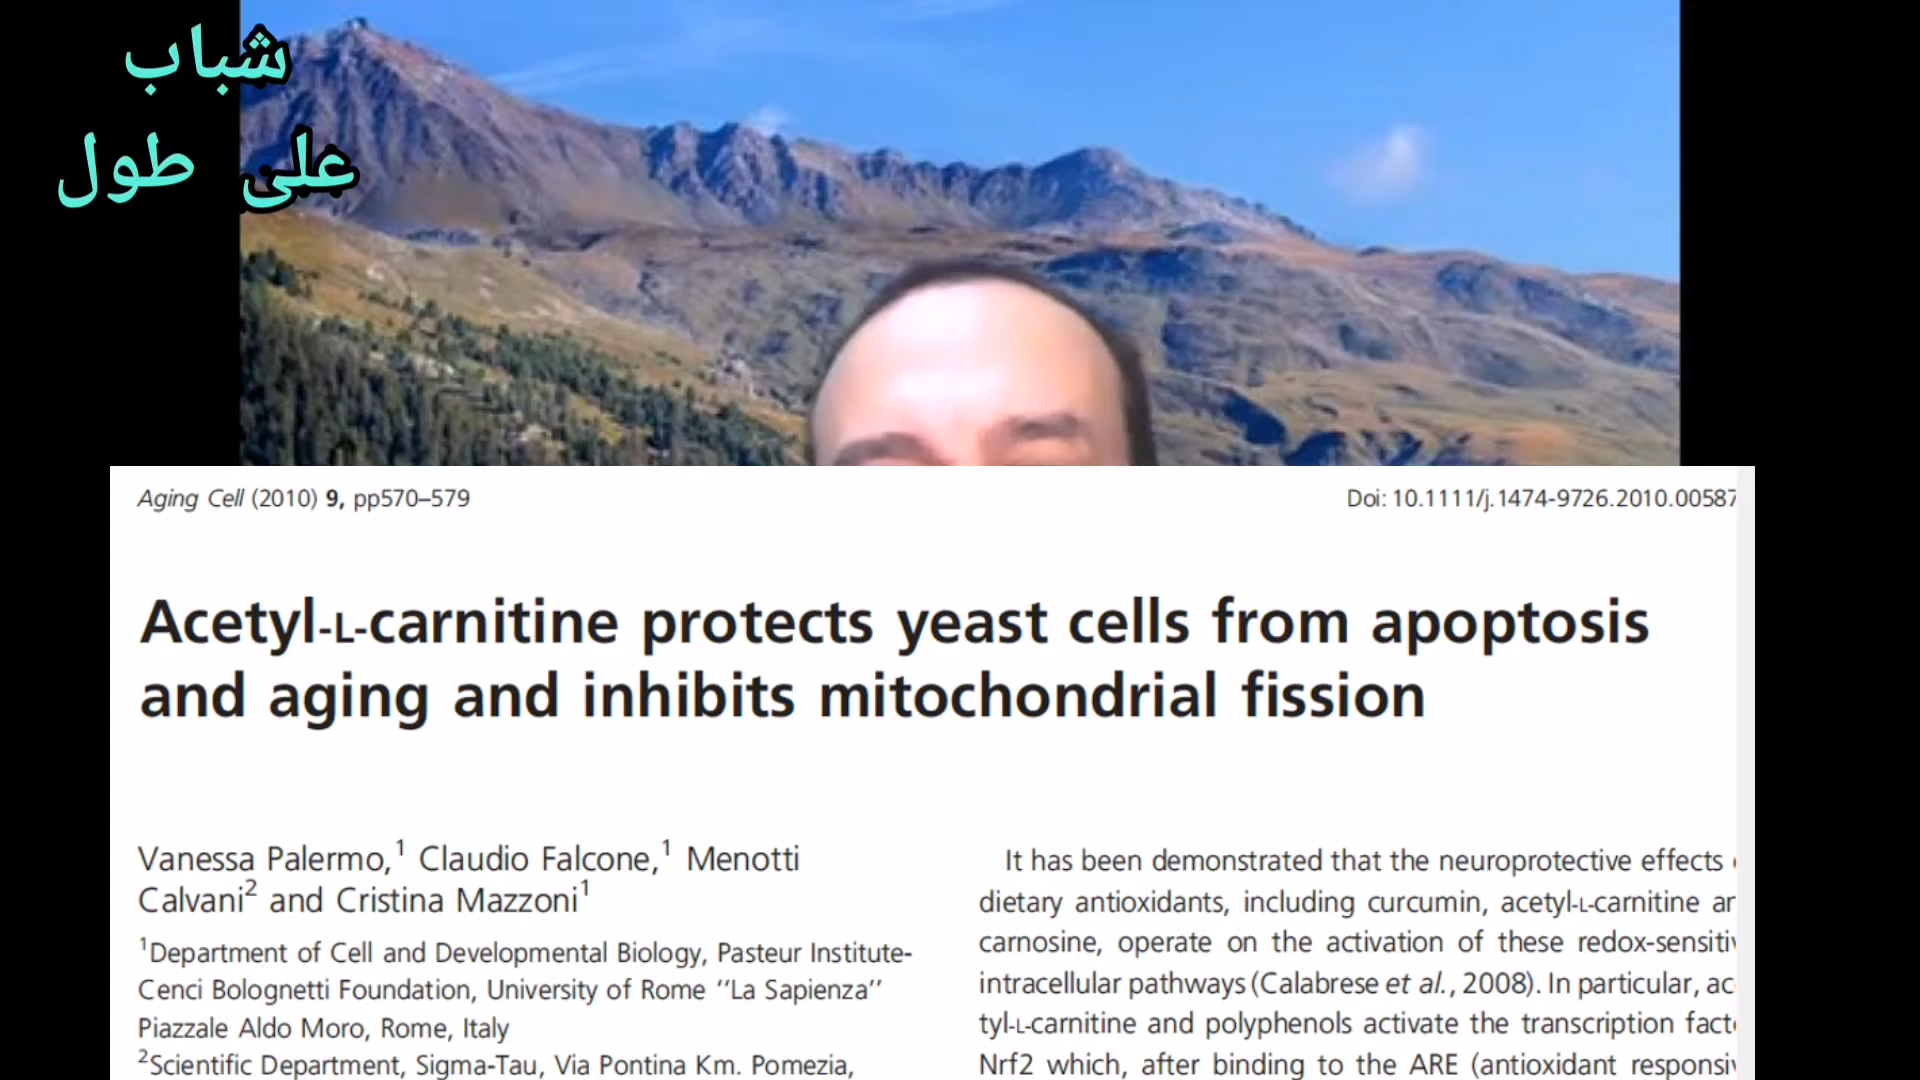 شباب
على طول
Aging Cell (2010) 9, pp570–579
Doi: 10.1111/j.1474-9726.2010.00587
Acetyl-L-carnitine protects yeast cells from apoptosis
and aging and inhibits mitochondrial fission
Vanessa Palermo,1 Claudio Falcone,1 Menotti
Calvani2 and Cristina Mazzoni1
1Department of Cell and Developmental Biology, Pasteur Institute-
Cenci Bolognetti Foundation, University of Rome ‘‘La Sapienza’’
Piazzale Aldo Moro, Rome, Italy
2Scientific Department, Sigma-Tau, Via Pontina Km. Pomezia,
It has been demonstrated that the neuroprotective effects
dietary antioxidants, including curcumin, acetyl-L-carnitine
carnosine, operate on the activation of these redox-sensitiv
intracellular pathways (Calabrese et al., 2008). In particular, ac
tyl-L-carnitine and polyphenols activate the transcription fact
Nrf2 which, after binding to the ARE (antioxidant responsiv